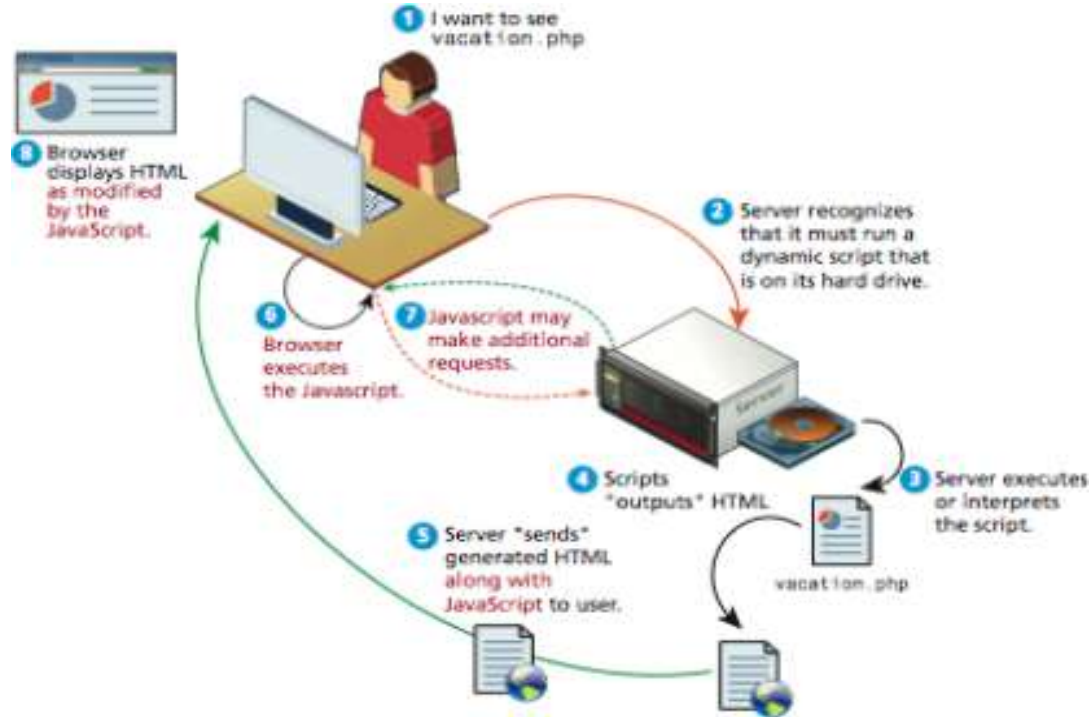 1 I want to see
vacation.php
2 Server recognizes
that it must run a
dynamic script that
is on its hard drive.
3 Server executes
or interprets
the script.
vacation.php
4 Scripts
"outputs" HTML
5 Server "sends"
generated HTML
along with
JavaScript to user.
6
Browser
executes
the Javascript.
7 Javascript may
make additional
requests.
8 Browser
displays HTML
as modified
by the
JavaScript.